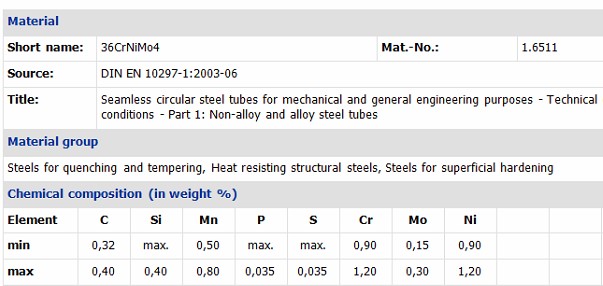 Material
Short name: 36CrNiMo4 Mat.-No.: 1.6511
Source: DIN EN 10297-1:2003-06
Title: Seamless circular steel tubes for mechanical and general engineering purposes - Technical
conditions - Part 1: Non-alloy and alloy steel tubes
Material group
Steels for quenching and tempering, Heat resisting structural steels, Steels for superficial hardening
Chemical composition (in weight %)
Element C Si Mn P S Cr Mo Ni
min 0,32 max. 0,50 max. max. 0,90 0,15 0,90
max 0,40 0,40 0,80 0,035 0,035 1,20 0,30 1,20